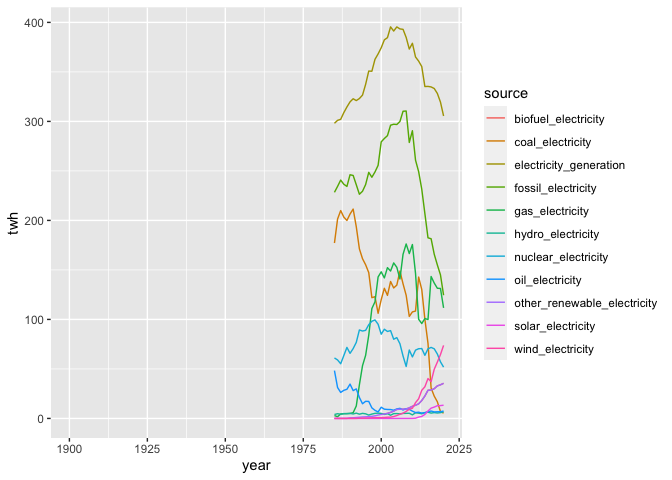 400
300
200
100
0
twh
1900
1925
1950
1975
2000
2025
year
source
biofuel_electricity
coal_electricity
electricity_generation
fossil_electricity
gas_electricity
hydro_electricity
nuclear_electricity
oil_electricity
other_renewable_electricity
solar_electricity
wind_electricity